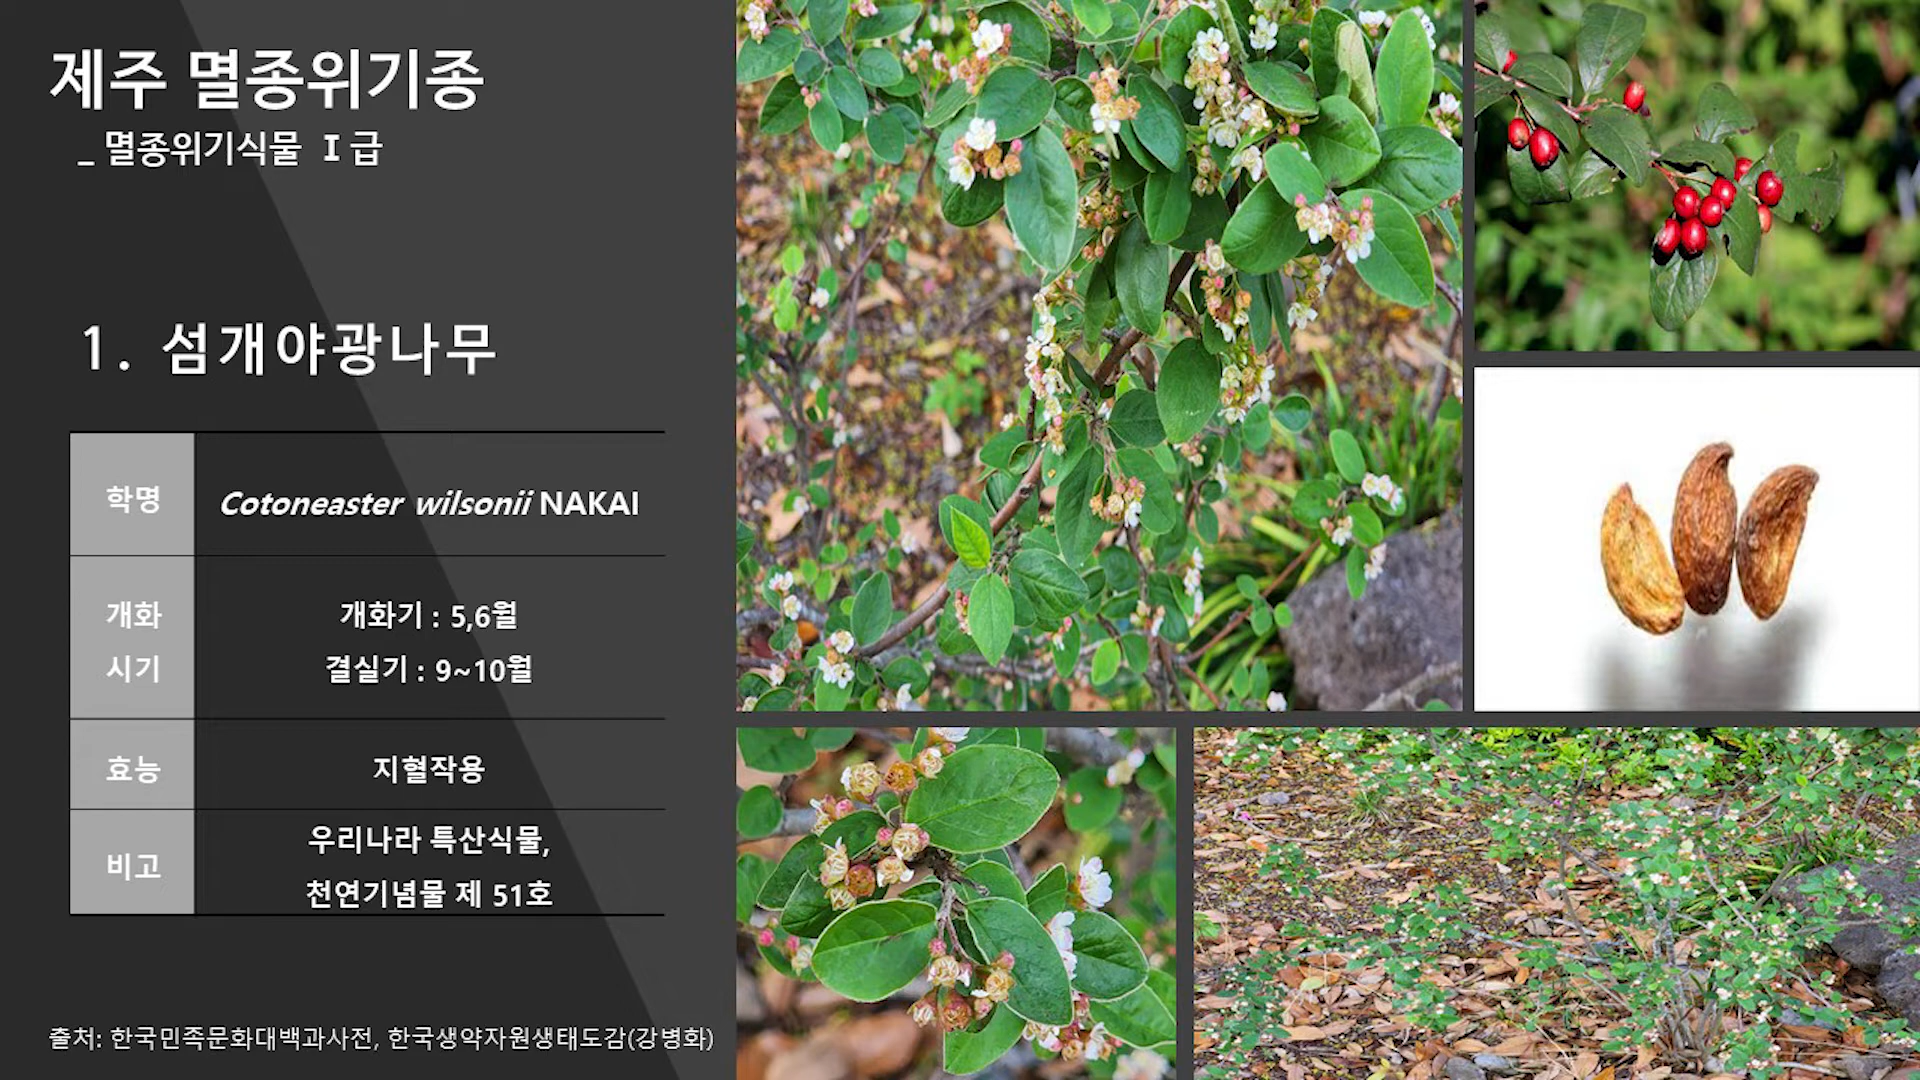 제주 멸종위기종
_ 멸종위기식물 Ⅰ급
1. 섬개야광나무
학명
Cotoneaster wilsonii NAKAI
개화
시기
개화기 : 5,6월
결실기 : 9~10월
효능
지혈작용
비고
우리나라 특산식물,
천연기념물 제 51호
출처: 한국민족문화대백과사전, 한국생약자원생태도감(강병화)